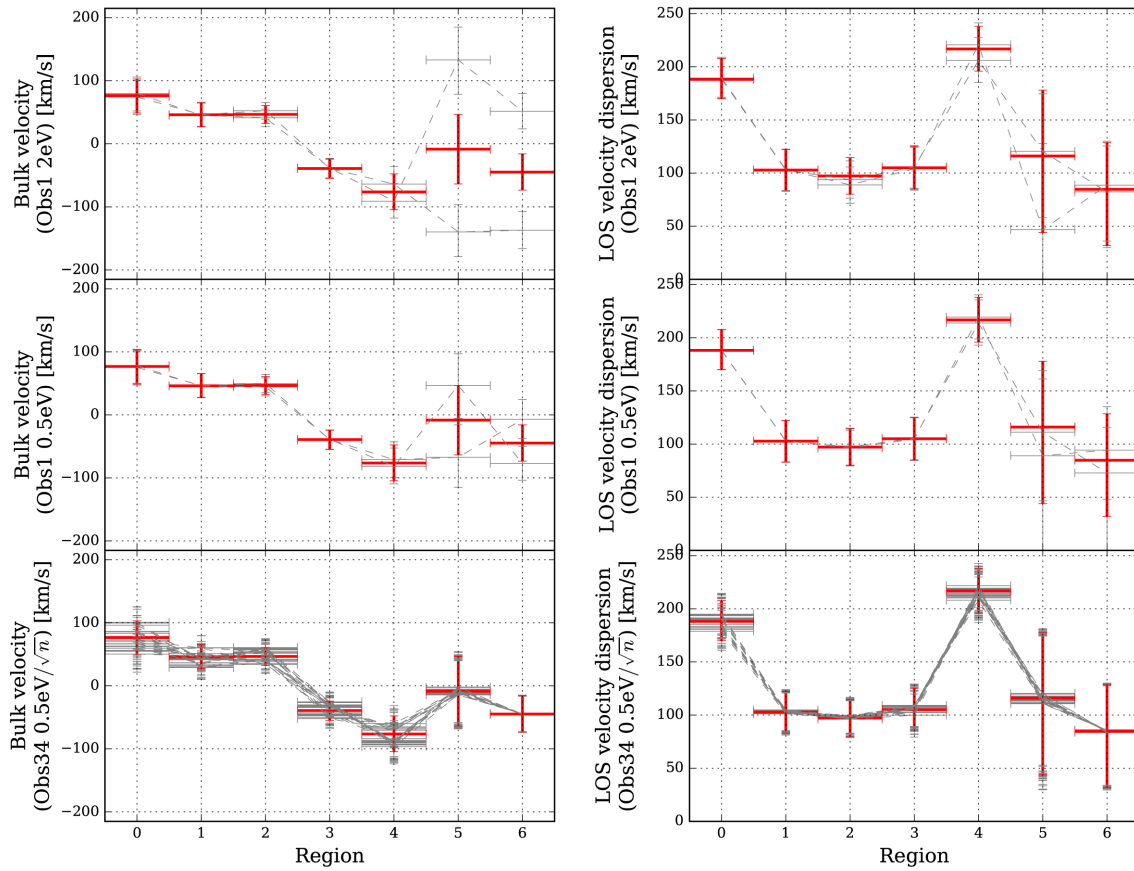 Bulk velocity
(Obs1 2eV) [km/s]
200
100
0
−100
−200
LOS velocity dispersion
(Obs1 2eV) [km/s]
250
200
150
100
50
0
Bulk velocity
(Obs1 0.5eV) [km/s]
200
100
0
−100
−200
LOS velocity dispersion
(Obs1 0.5eV) [km/s]
250
200
150
100
50
0
Bulk velocity
(Obs34 0.5eV/√n) [km/s]
200
100
0
−100
−200
0 1 2 3 4 5 6
Region
LOS velocity dispersion
(Obs34 0.5eV/√n) [km/s]
250
200
150
100
50
0
0 1 2 3 4 5 6
Region